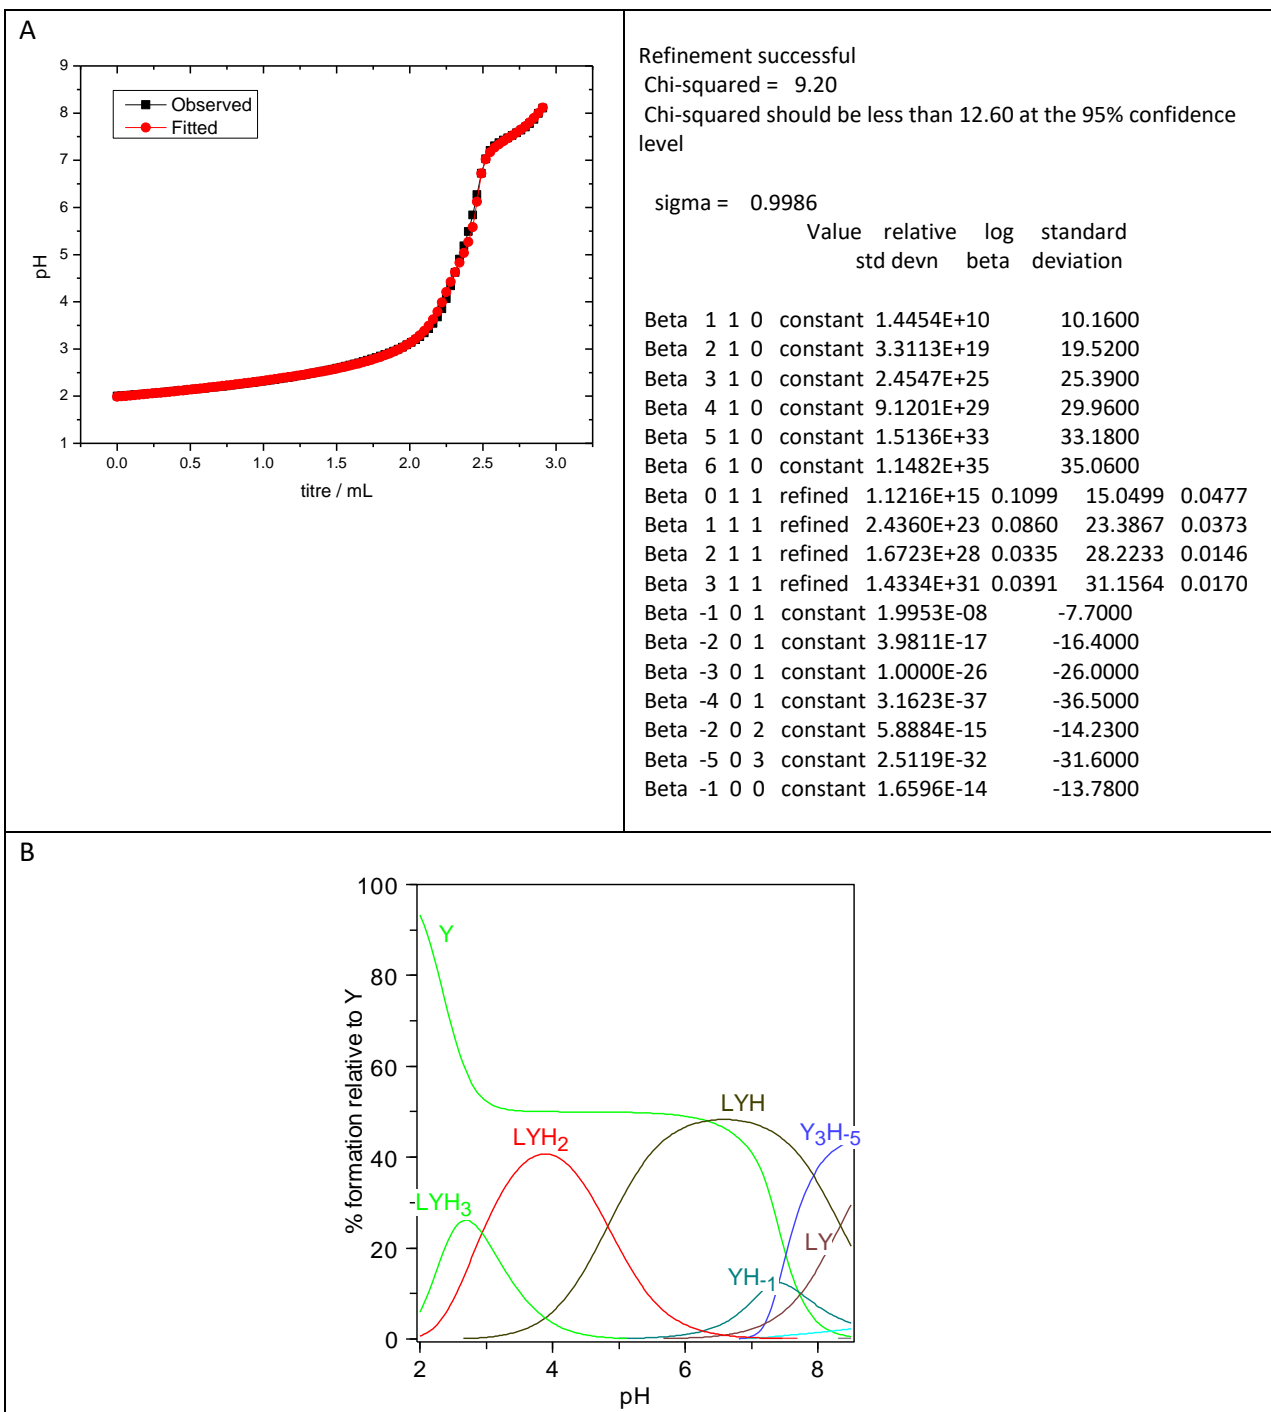 A
9
8
7
6
5
4
3
2
1
Observed
Fitted
pH
0.0 0.5 1.0 1.5 2.0 2.5 3.0
titre / mL
Refinement successful
Chi-squared = 9.20
Chi-squared should be less than 12.60 at the 95% confidence
level
sigma = 0.9986
Value relative log standard
std devn beta deviation
Beta 1 1 0 constant 1.4454E+10 10.1600
Beta 2 1 0 constant 3.3113E+19 19.5200
Beta 3 1 0 constant 2.4547E+25 25.3900
Beta 4 1 0 constant 9.1201E+29 29.9600
Beta 5 1 0 constant 1.5136E+33 33.1800
Beta 6 1 0 constant 1.1482E+35 35.0600
Beta 0 1 1 refined 1.1216E+15 0.1099 15.0499 0.0477
Beta 1 1 1 refined 2.4360E+23 0.0860 23.3867 0.0373
Beta 2 1 1 refined 1.6723E+28 0.0335 28.2233 0.0146
Beta 3 1 1 refined 1.4334E+31 0.0391 31.1564 0.0170
Beta -1 0 1 constant 1.9953E-08 -7.7000
Beta -2 0 1 constant 3.9811E-17 -16.4000
Beta -3 0 1 constant 1.0000E-26 -26.0000
Beta -4 0 1 constant 3.1623E-37 -36.5000
Beta -2 0 2 constant 5.8884E-15 -14.2300
Beta -5 0 3 constant 2.5119E-32 -31.6000
Beta -1 0 0 constant 1.6596E-14 -13.7800
B
100
80
60
40
20
0
% formation relative to Y
Y
LYH3
LYH2
LYH
Y3H-5
LY
YH-1
2 4 6 8
pH